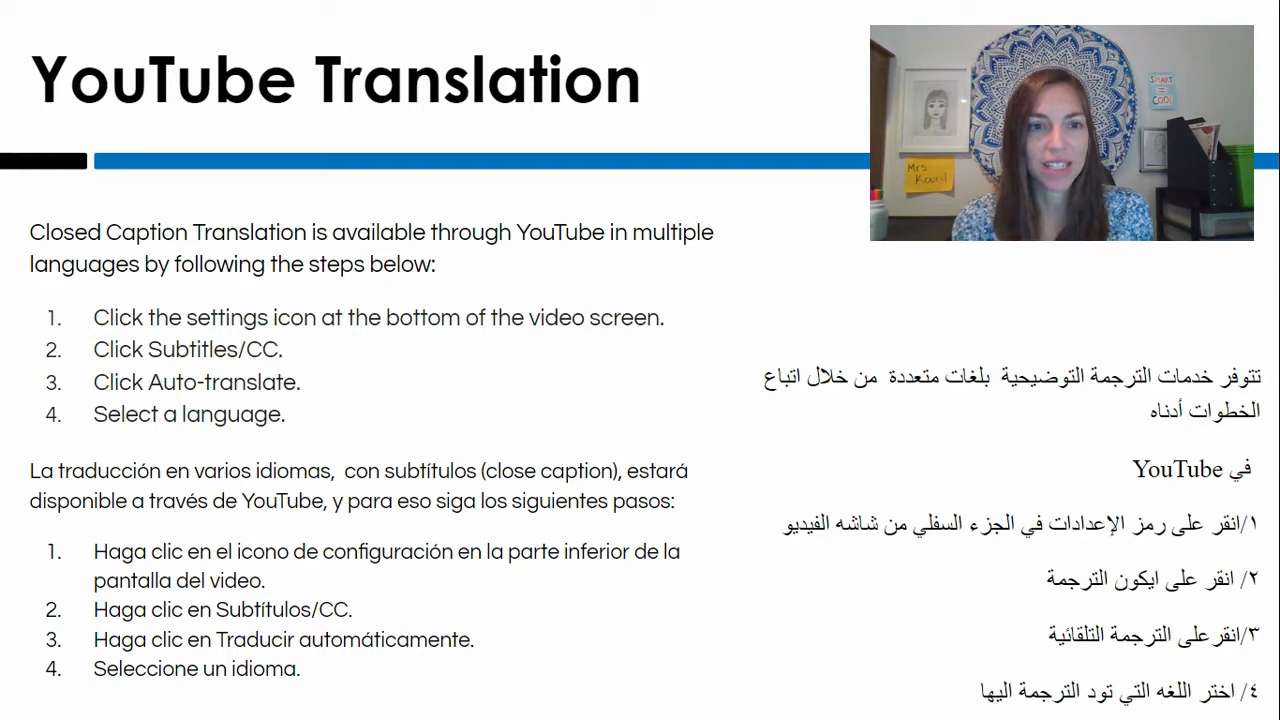 YouTube Translation
SMART
=
COOL
Mrs.
Kouril
Closed Caption Translation is available through YouTube in multiple
languages by following the steps below:
1. Click the settings icon at the bottom of the video screen.
2. Click Subtitles/CC.
3. Click Auto-translate.
4. Select a language.
La traducción en varios idiomas, con subtítulos (close caption), estará
disponible a través de YouTube, y para eso siga los siguientes pasos:
1. Haga clic en el icono de configuración en la parte inferior de la
pantalla del video.
2. Haga clic en Subtítulos/CC.
3. Haga clic en Traducir automáticamente.
4. Seleccione un idioma.
تتوفر خدمات الترجمة التوضيحية بلغات متعددة من خلال اتباع
الخطوات أدناه
في YouTube
١/انقر على رمز الإعدادات في الجزء السفلي من شاشه الفيديو
٢/ انقر على ايكون الترجمة
٣/انقرعلى الترجمة التلقائية
٤/ اختر اللغه التي تود الترجمة اليها